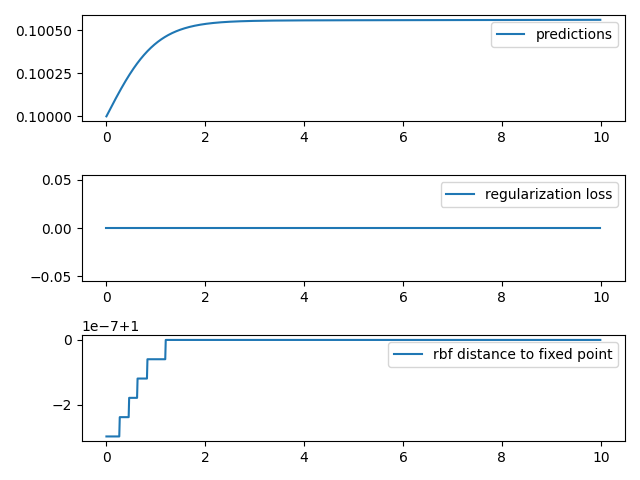 0.10050
0.10025
0.10000
predictions
0 2 4 6 8 10
0.05
0.00
−0.05
regularization loss
0 2 4 6 8 10
1e−7+1
0
−2
rbf distance to fixed point
0 2 4 6 8 10